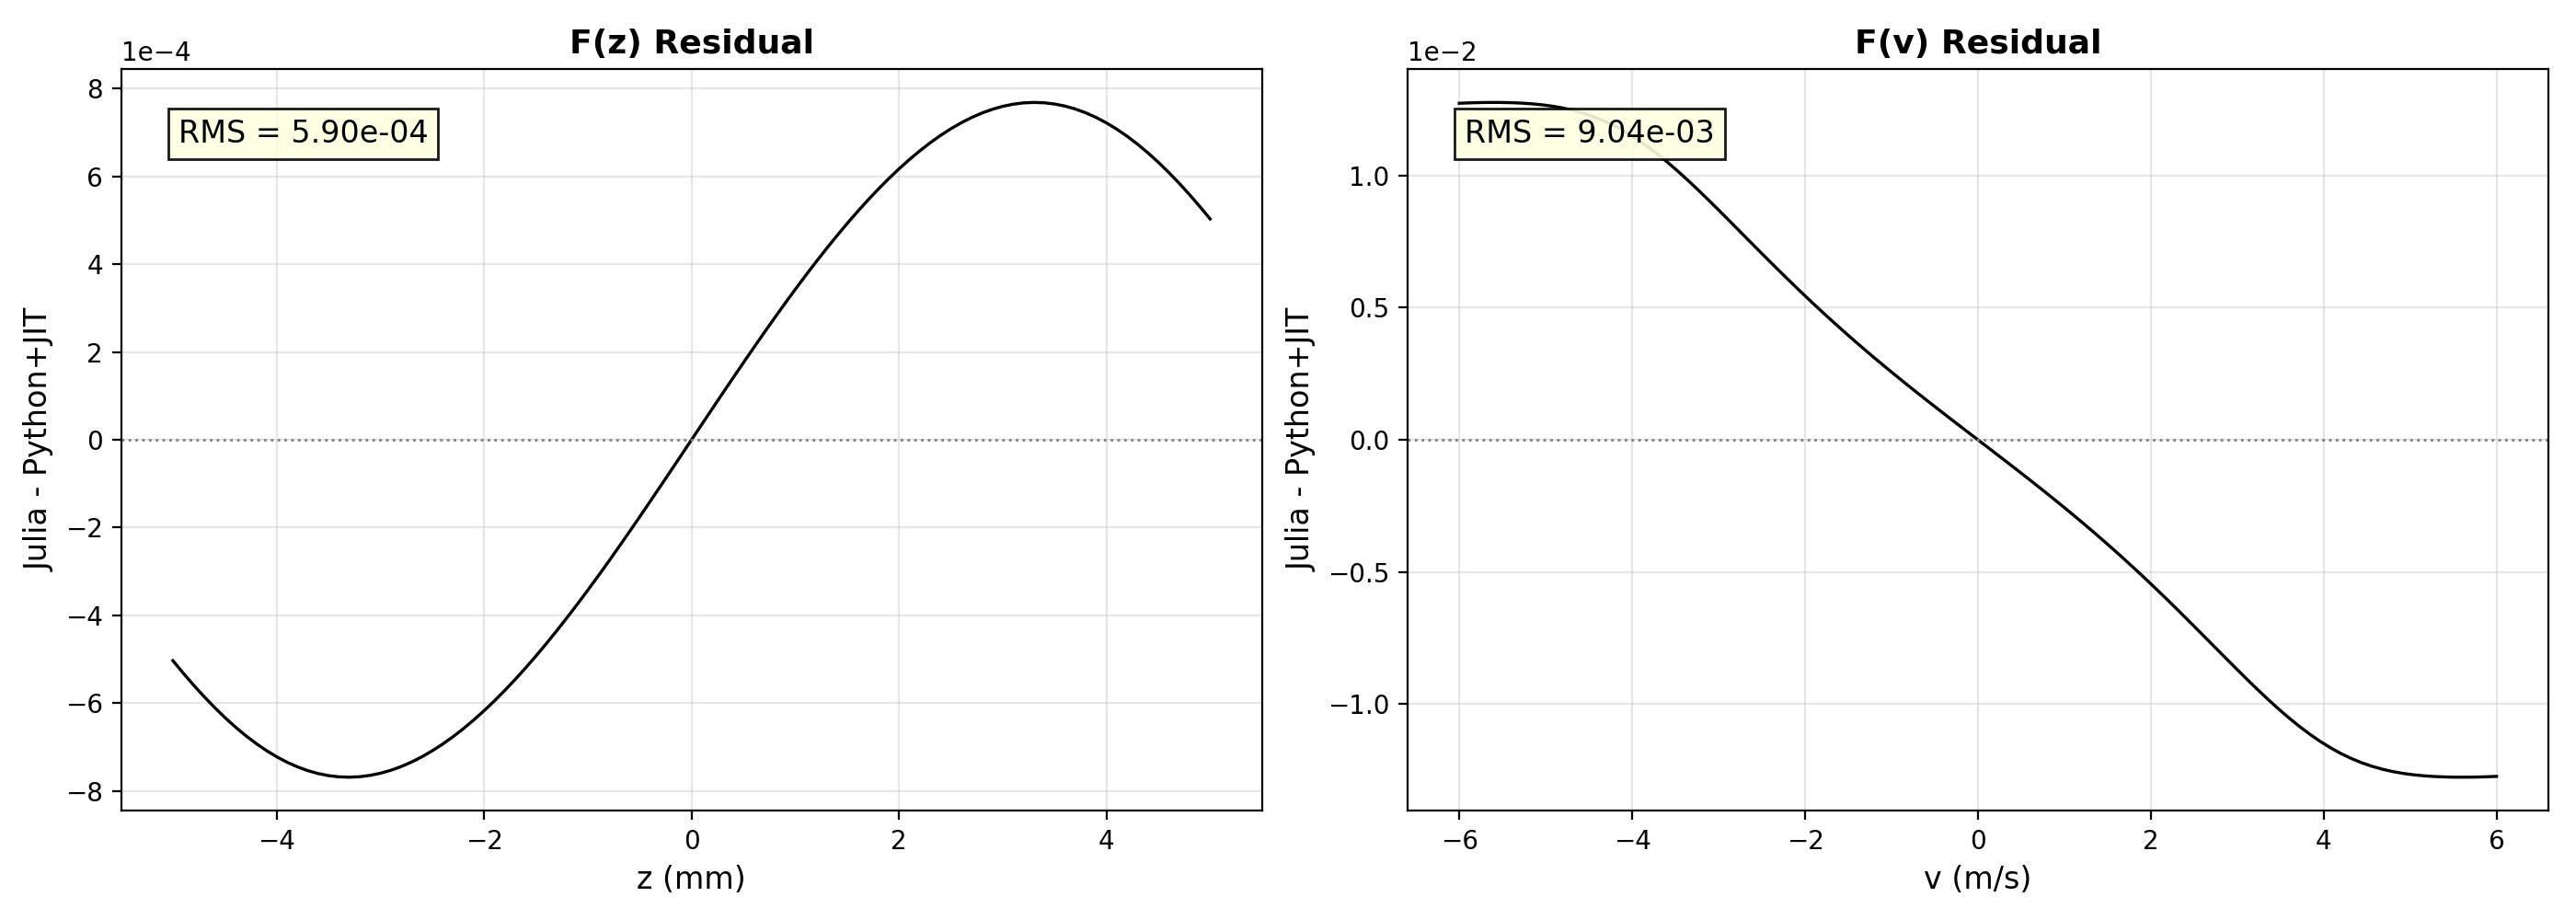 F(z) Residual
1e−4
RMS = 5.90e-04
8
6
4
2
0
−2
−4
−6
−8
Julia - Python+JIT
−4 −2 0 2 4
z (mm)
F(v) Residual
1e−2
RMS = 9.04e-03
1.0
0.5
0.0
−0.5
−1.0
Julia - Python+JIT
−6 −4 −2 0 2 4 6
v (m/s)